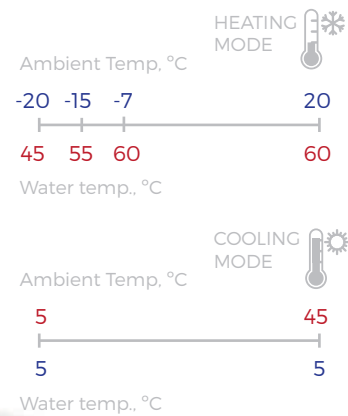 HEATING
MODE
Ambient Temp, °C
-20 -15 -7 20
45 55 60 60
Water temp., °C
COOLING
MODE
Ambient Temp, °C
5 45
5 5
Water temp., °C